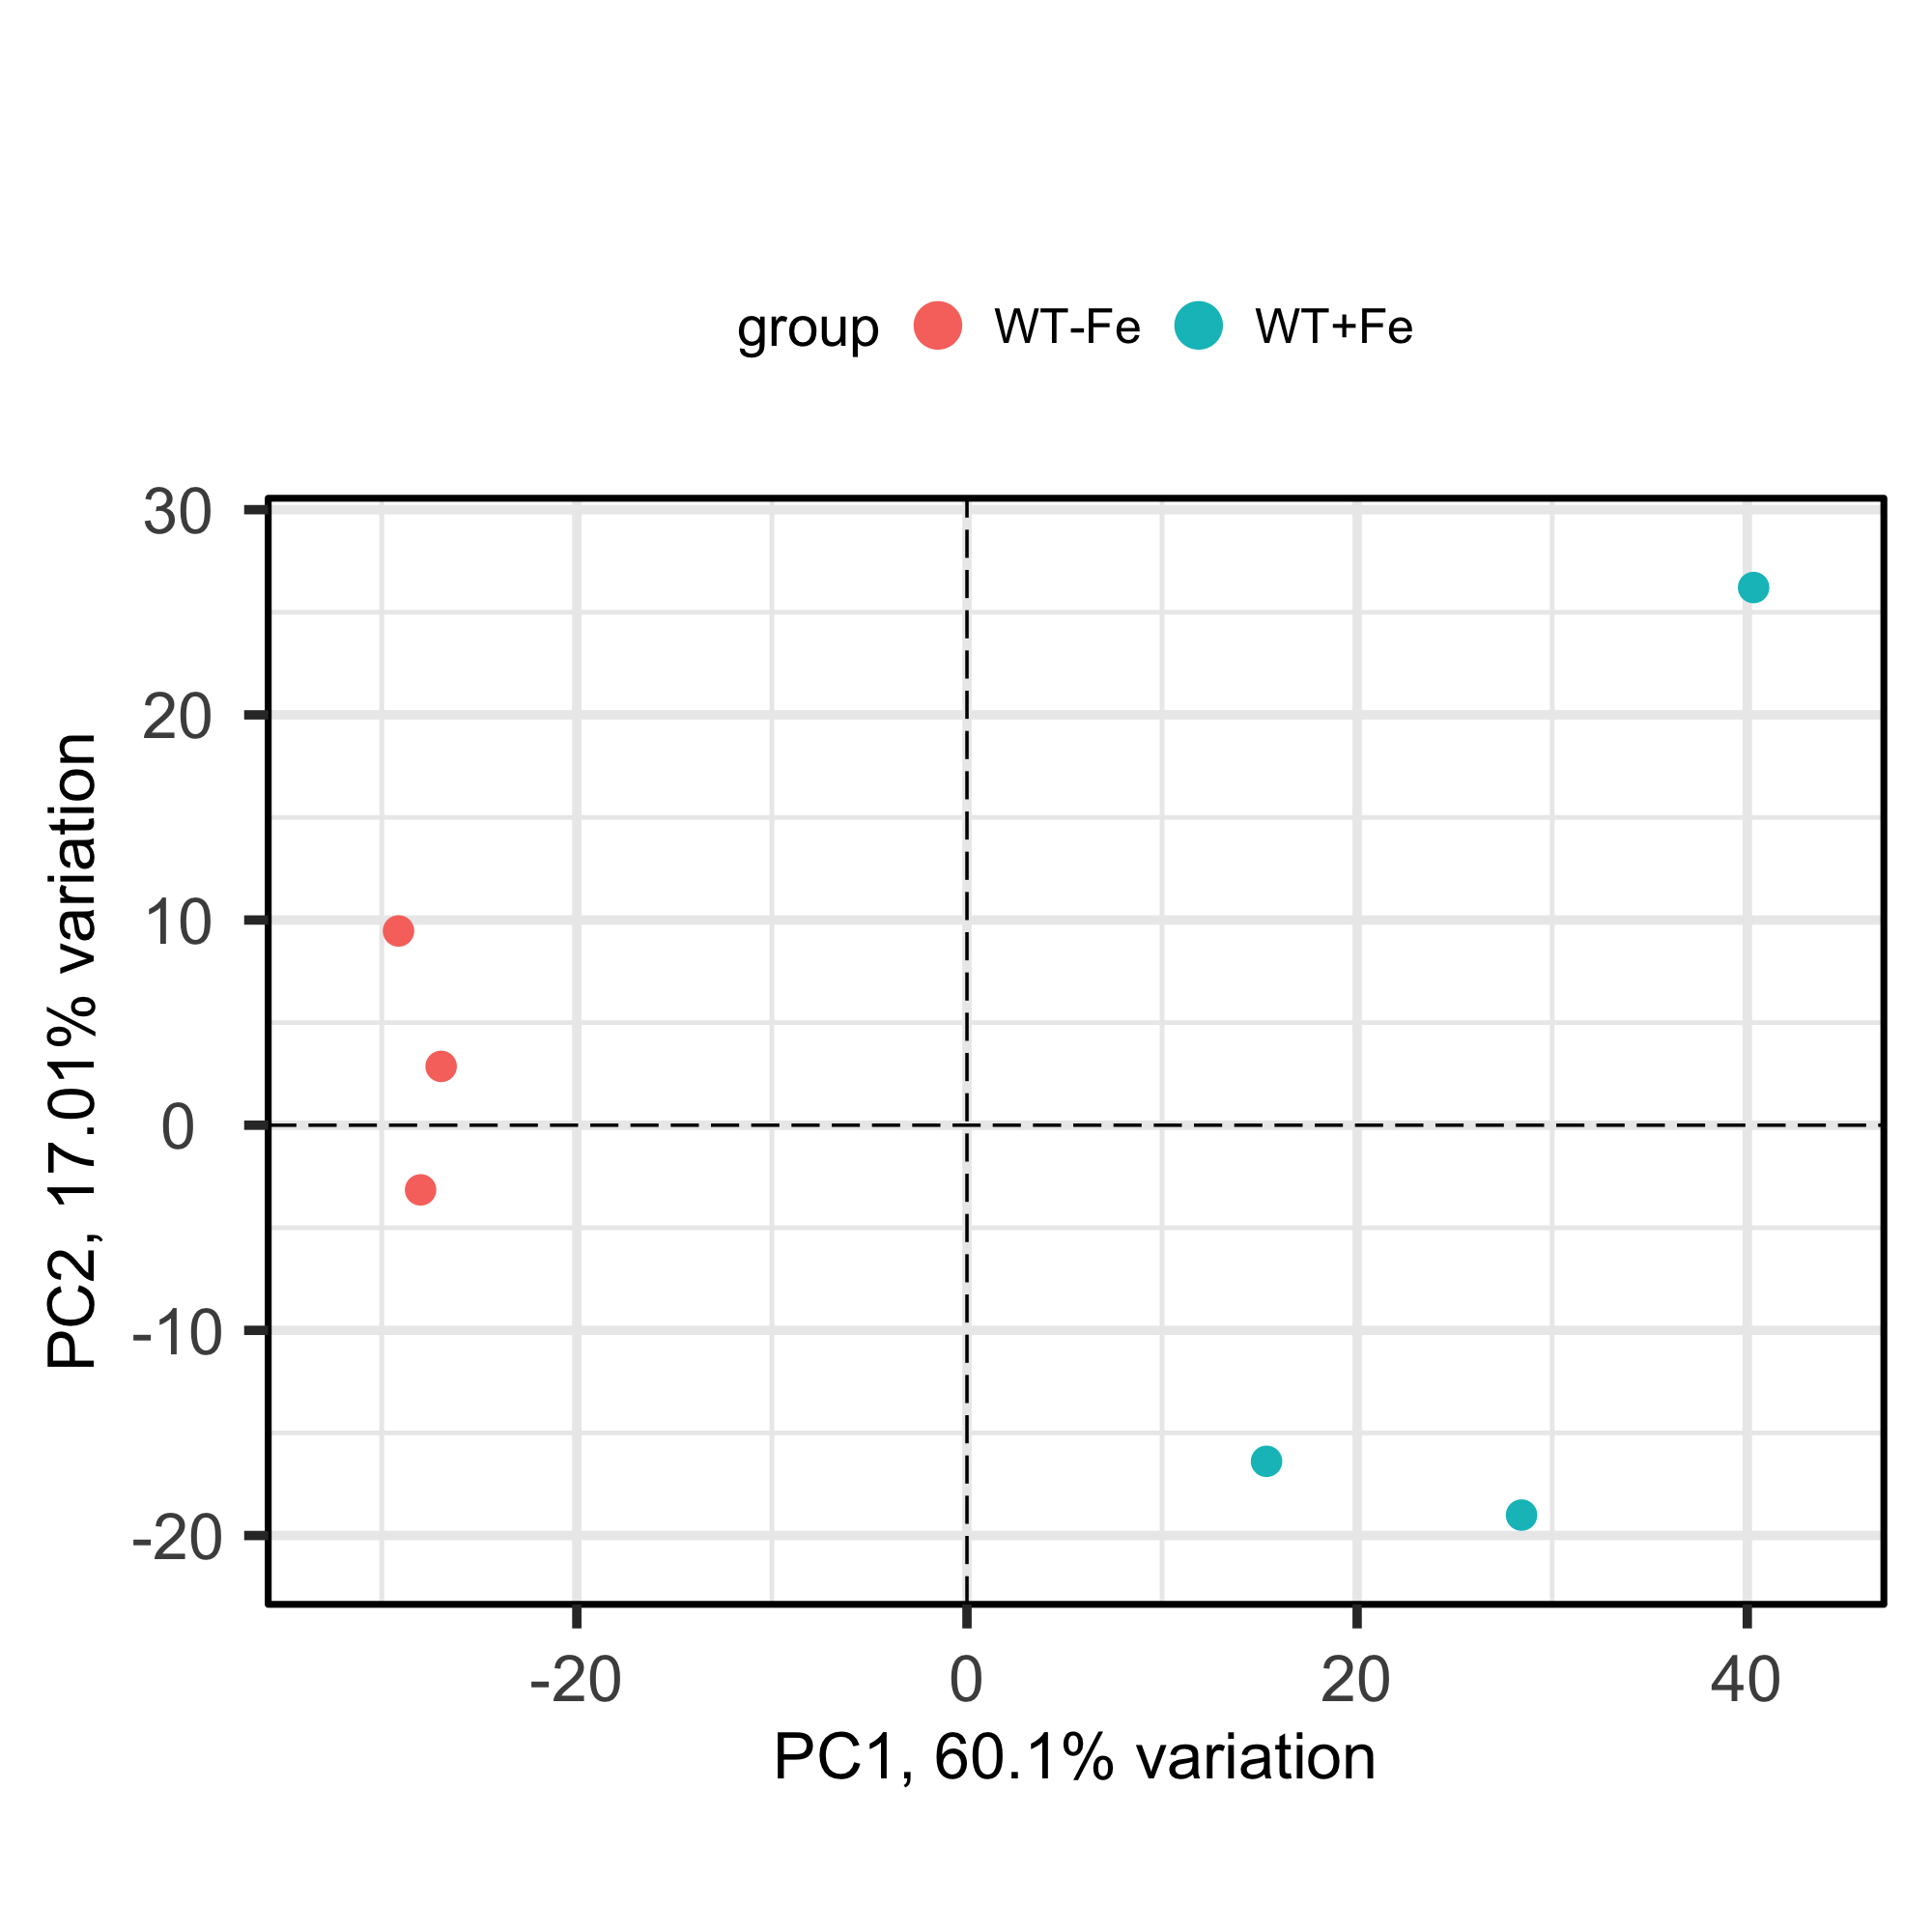 group WT-Fe WT+Fe
30
20
10
0
-10
-20
PC2, 17.01% variation
-20 0 20 40
PC1, 60.1% variation